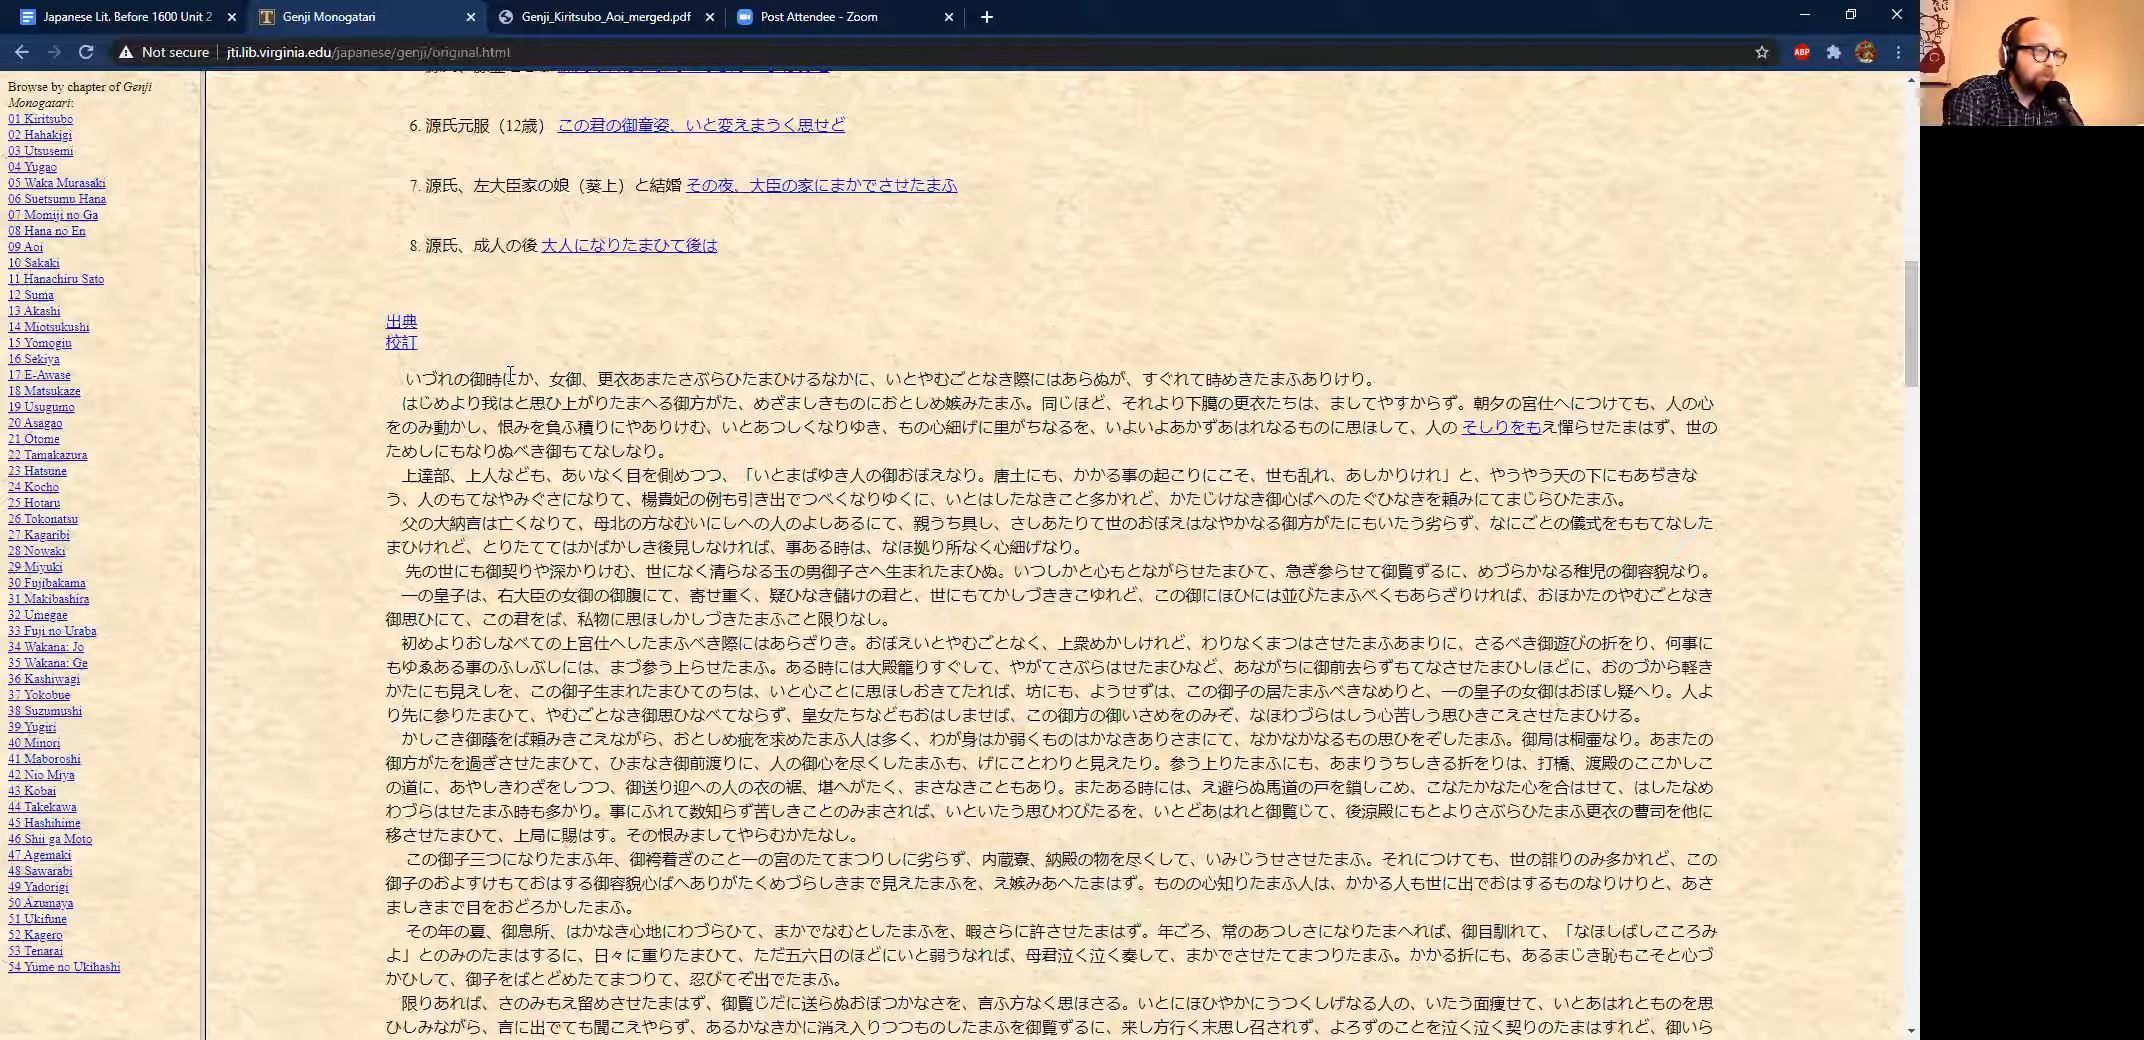 Japanese Lit. Before 1600 Unit 2
Genji Monogatari
Genji_Kiritsubo_Aoi_merged.pdf
Post Attendee - Zoom
Not secure
jti.lib.virginia.edu/japanese/genji/original.html
ABP
Browse by chapter of Genji
Monogatari:
01 Kiritsubo
02 Hahakigi
03 Utsusemi
04 Yugao
05 Waka Murasaki
06 Suetsumu Hana
07 Momiji no Ga
08 Hana no En
09 Aoi
10 Sakaki
11 Hanachiru Sato
12 Suma
13 Akashi
14 Miotsukushi
15 Yomogiu
16 Sekiya
17 E-Awase
18 Matsukaze
19 Usugumo
20 Asagao
21 Otome
22 Tamakazura
23 Hatsune
24 Kocho
25 Hotaru
26 Tokonatsu
27 Kagaribi
28 Nowaki
29 Miyuki
30 Fujibakama
31 Makibashira
32 Umegae
33 Fuji no Uraba
34 Wakana: Jo
35 Wakana: Ge
36 Kashiwagi
37 Yokobue
38 Suzumushi
39 Yugiri
40 Minori
41 Maboroshi
42 Nio Miya
43 Kobai
44 Takekawa
45 Hashihime
46 Shii ga Moto
47 Agemaki
48 Sawarabi
49 Yadorigi
50 Azumaya
51 Ukifune
52 Kagero
53 Tenarai
54 Yume no Ukihashi
6. 源氏元服（12歳） この君の御童姿、いと変えまうく思せど
7. 源氏、左大臣家の娘（葵上）と結婚 その夜、大臣の家にまかでさせたまふ
8. 源氏、成人の後 大人になりたまひて後は
出典
校訂
いづれの御時にか、女御、更衣あまたさぶらひたまひけるなかに、いとやむごとなき際にはあらぬが、すぐれて時めきたまふありけり。
はじめより我はと思ひ上がりたまへる御方がた、めざましきものにおとしめ嫉みたまふ。同じほど、それより下臈の更衣たちは、ましてやすからず。朝夕の宮仕へにつけても、人の心
をのみ動かし、恨みを負ふ積りにやありけむ、いとあつしくなりゆき、もの心細げに里がちなるを、いよいよあかずあはれなるものに思ほして、人の そしりをもえ憚らせたまはず、世の
ためしにもなりぬべき御もてなしなり。
上達部、上人なども、あいなく目を側めつつ、「いとまばゆき人の御おぼえなり。唐土にも、かかる事の起こりにこそ、世も乱れ、あしかりけれ」と、やうやう天の下にもあぢきな
う、人のもてなやみぐさになりて、楊貴妃の例も引き出でつべくなりゆくに、いとはしたなきこと多かれど、かたじけなき御心ばへのたぐひなきを頼みにてまじらひたまふ。
父の大納言は亡くなりて、母北の方なむいにしへの人のよしあるにて、親うち具し、さしあたりて世のおぼえはなやかなる御方がたにもいたう劣らず、なにごとの儀式をももてなした
まひけれど、とりたててはかばかしき後見しなければ、事ある時は、なほ拠り所なく心細げなり。
先の世にも御契りや深かりけむ、世になく清らなる玉の男御子さへ生まれたまひぬ。いつしかと心もとながらせたまひて、急ぎ参らせて御覧ずるに、めづらかなる稚児の御容貌なり。
一の皇子は、右大臣の女御の御腹にて、寄せ重く、疑ひなき儲けの君と、世にもてかしづききこゆれど、この御にほひには並びたまふべくもあらざりければ、おほかたのやむごとなき
御思ひにて、この君をば、私物に思ほしかしづきたまふこと限りなし。
初めよりおしなべての上宮仕へしたまふべき際にはあらざりき。おぼえいとやむごとなく、上衆めかしけれど、わりなくまつはさせたまふあまりに、さるべき御遊びの折をり、何事に
もゆゑある事のふしぶしには、まづ参う上らせたまふ。ある時には大殿籠りすぐして、やがてさぶらはせたまひなど、あながちに御前去らずもてなさせたまひしほどに、おのづから軽き
かたにも見えしを、この御子生まれたまひてのちは、いと心ことに思ほしおきてたれば、坊にも、ようせずは、この御子の居たまふべきなめりと、一の皇子の女御はおぼし疑へり。人よ
り先に参りたまひて、やむごとなき御思ひなべてならず、皇女たちなどもおはしませば、この御方の御いさめをのみぞ、なほわづらはしう心苦しう思ひきこえさせたまひける。
かしこき御蔭をば頼みきこえながら、おとしめ疵を求めたまふ人は多く、わが身はか弱くものはかなきありさまにて、なかなかなるもの思ひをぞしたまふ。御局は桐壷なり。あまたの
御方がたを過ぎさせたまひて、ひまなき御前渡りに、人の御心を尽くしたまふも、げにことわりと見えたり。参う上りたまふにも、あまりうちしきる折をりは、打橋、渡殿のここかしこ
の道に、あやしきわざをしつつ、御送り迎への人の衣の裾、堪へがたく、まさなきこともあり。またある時には、え避らぬ馬道の戸を鎖しこめ、こなたかなた心を合はせて、はしたなめ
わづらはせたまふ時も多かり。事にふれて数知らず苦しきことのみまされば、いといたう思ひわびたるを、いとどあはれと御覧じて、後涼殿にもとよりさぶらひたまふ更衣の曹司を他に
移させたまひて、上局に賜はす。その恨みましてやらむかたなし。
この御子三つになりたまふ年、御袴着ぎのこと一の宮のたてまつりしに劣らず、内蔵寮、納殿の物を尽くして、いみじうせさせたまふ。それにつけても、世の誹りのみ多かれど、この
御子のおよすけもておはする御容貌心ばへありがたくめづらしきまで見えたまふを、え嫉みあへたまはず。ものの心知りたまふ人は、かかる人も世に出でおはするものなりけりと、あさ
ましきまで目をおどろかしたまふ。
その年の夏、御息所、はかなき心地にわづらひて、まかでなむとしたまふを、暇さらに許させたまはず。年ごろ、常のあつしさになりたまへれば、御目馴れて、「なほしばしこころみ
よ」とのみのたまはするに、日々に重りたまひて、ただ五六日のほどにいと弱うなれば、母君泣く泣く奏して、まかでさせたてまつりたまふ。かかる折にも、あるまじき恥もこそと心づ
かひして、御子をばとどめたてまつりて、忍びてぞ出でたまふ。
限りあれば、さのみもえ留めさせたまはず、御覧じだに送らぬおぼつかなさを、言ふ方なく思ほさる。いとにほひやかにうつくしげなる人の、いたう面痩せて、いとあはれとものを思
ひしみながら、言に出でても聞こえやらず、あるかなきかに消え入りつつものしたまふを御覧ずるに、来し方行く末思し召されず、よろずのことを泣く泣く契りのたまはすれど、御いら